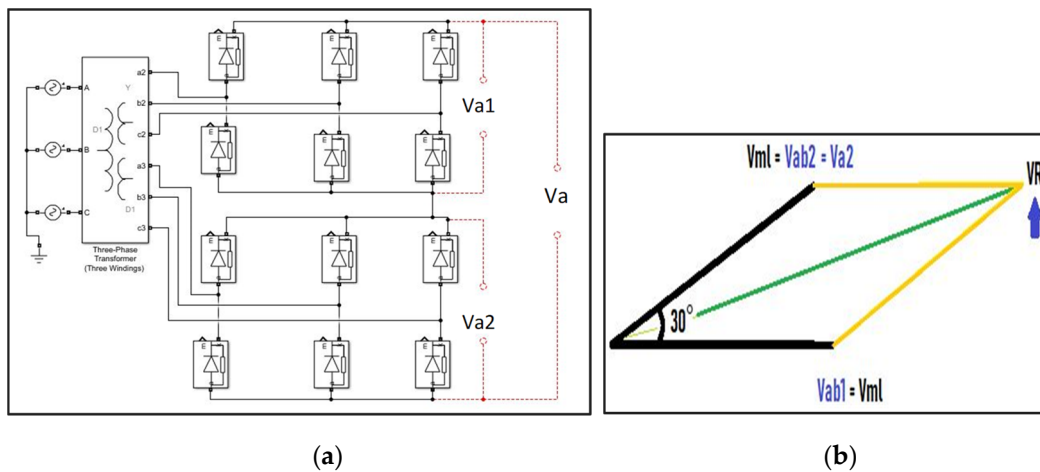 E
E
E
a2
Y
A
b2
Va1
D1
c2
E
E
E
B
a3
Va
b3
D1
C
c3
Three-Phase
Transformer
(Three Windings)
E
E
E
Va2
E
E
E
Vml = Vab2 = Va2
VR
30°
Vab1 = Vml
(a)
(b)